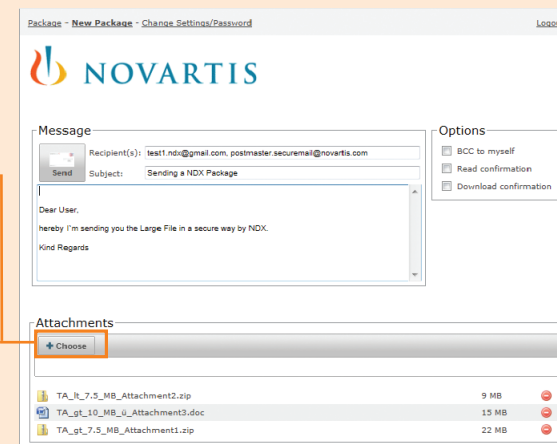 Package - New Package - Change Settings/Password
NOVARTIS
Message
Recipient(s): test1.ndx@gmail.com, postmaster.securemail@novartis.com
Send
Subject: Sending a NDX Package
Dear User,
hereby I'm sending you the Large File in a secure way by NDX.
Kind Regards
Options
BCC to myself
Read confirmation
Download confirmation
Attachments
+ Choose
TA_lt_7.5_MB_Attachment2.zip 9 MB
TA_gt_10_MB_ü_Attachment3.doc 15 MB
TA_gt_7.5_MB_Attachment1.zip 22 MB